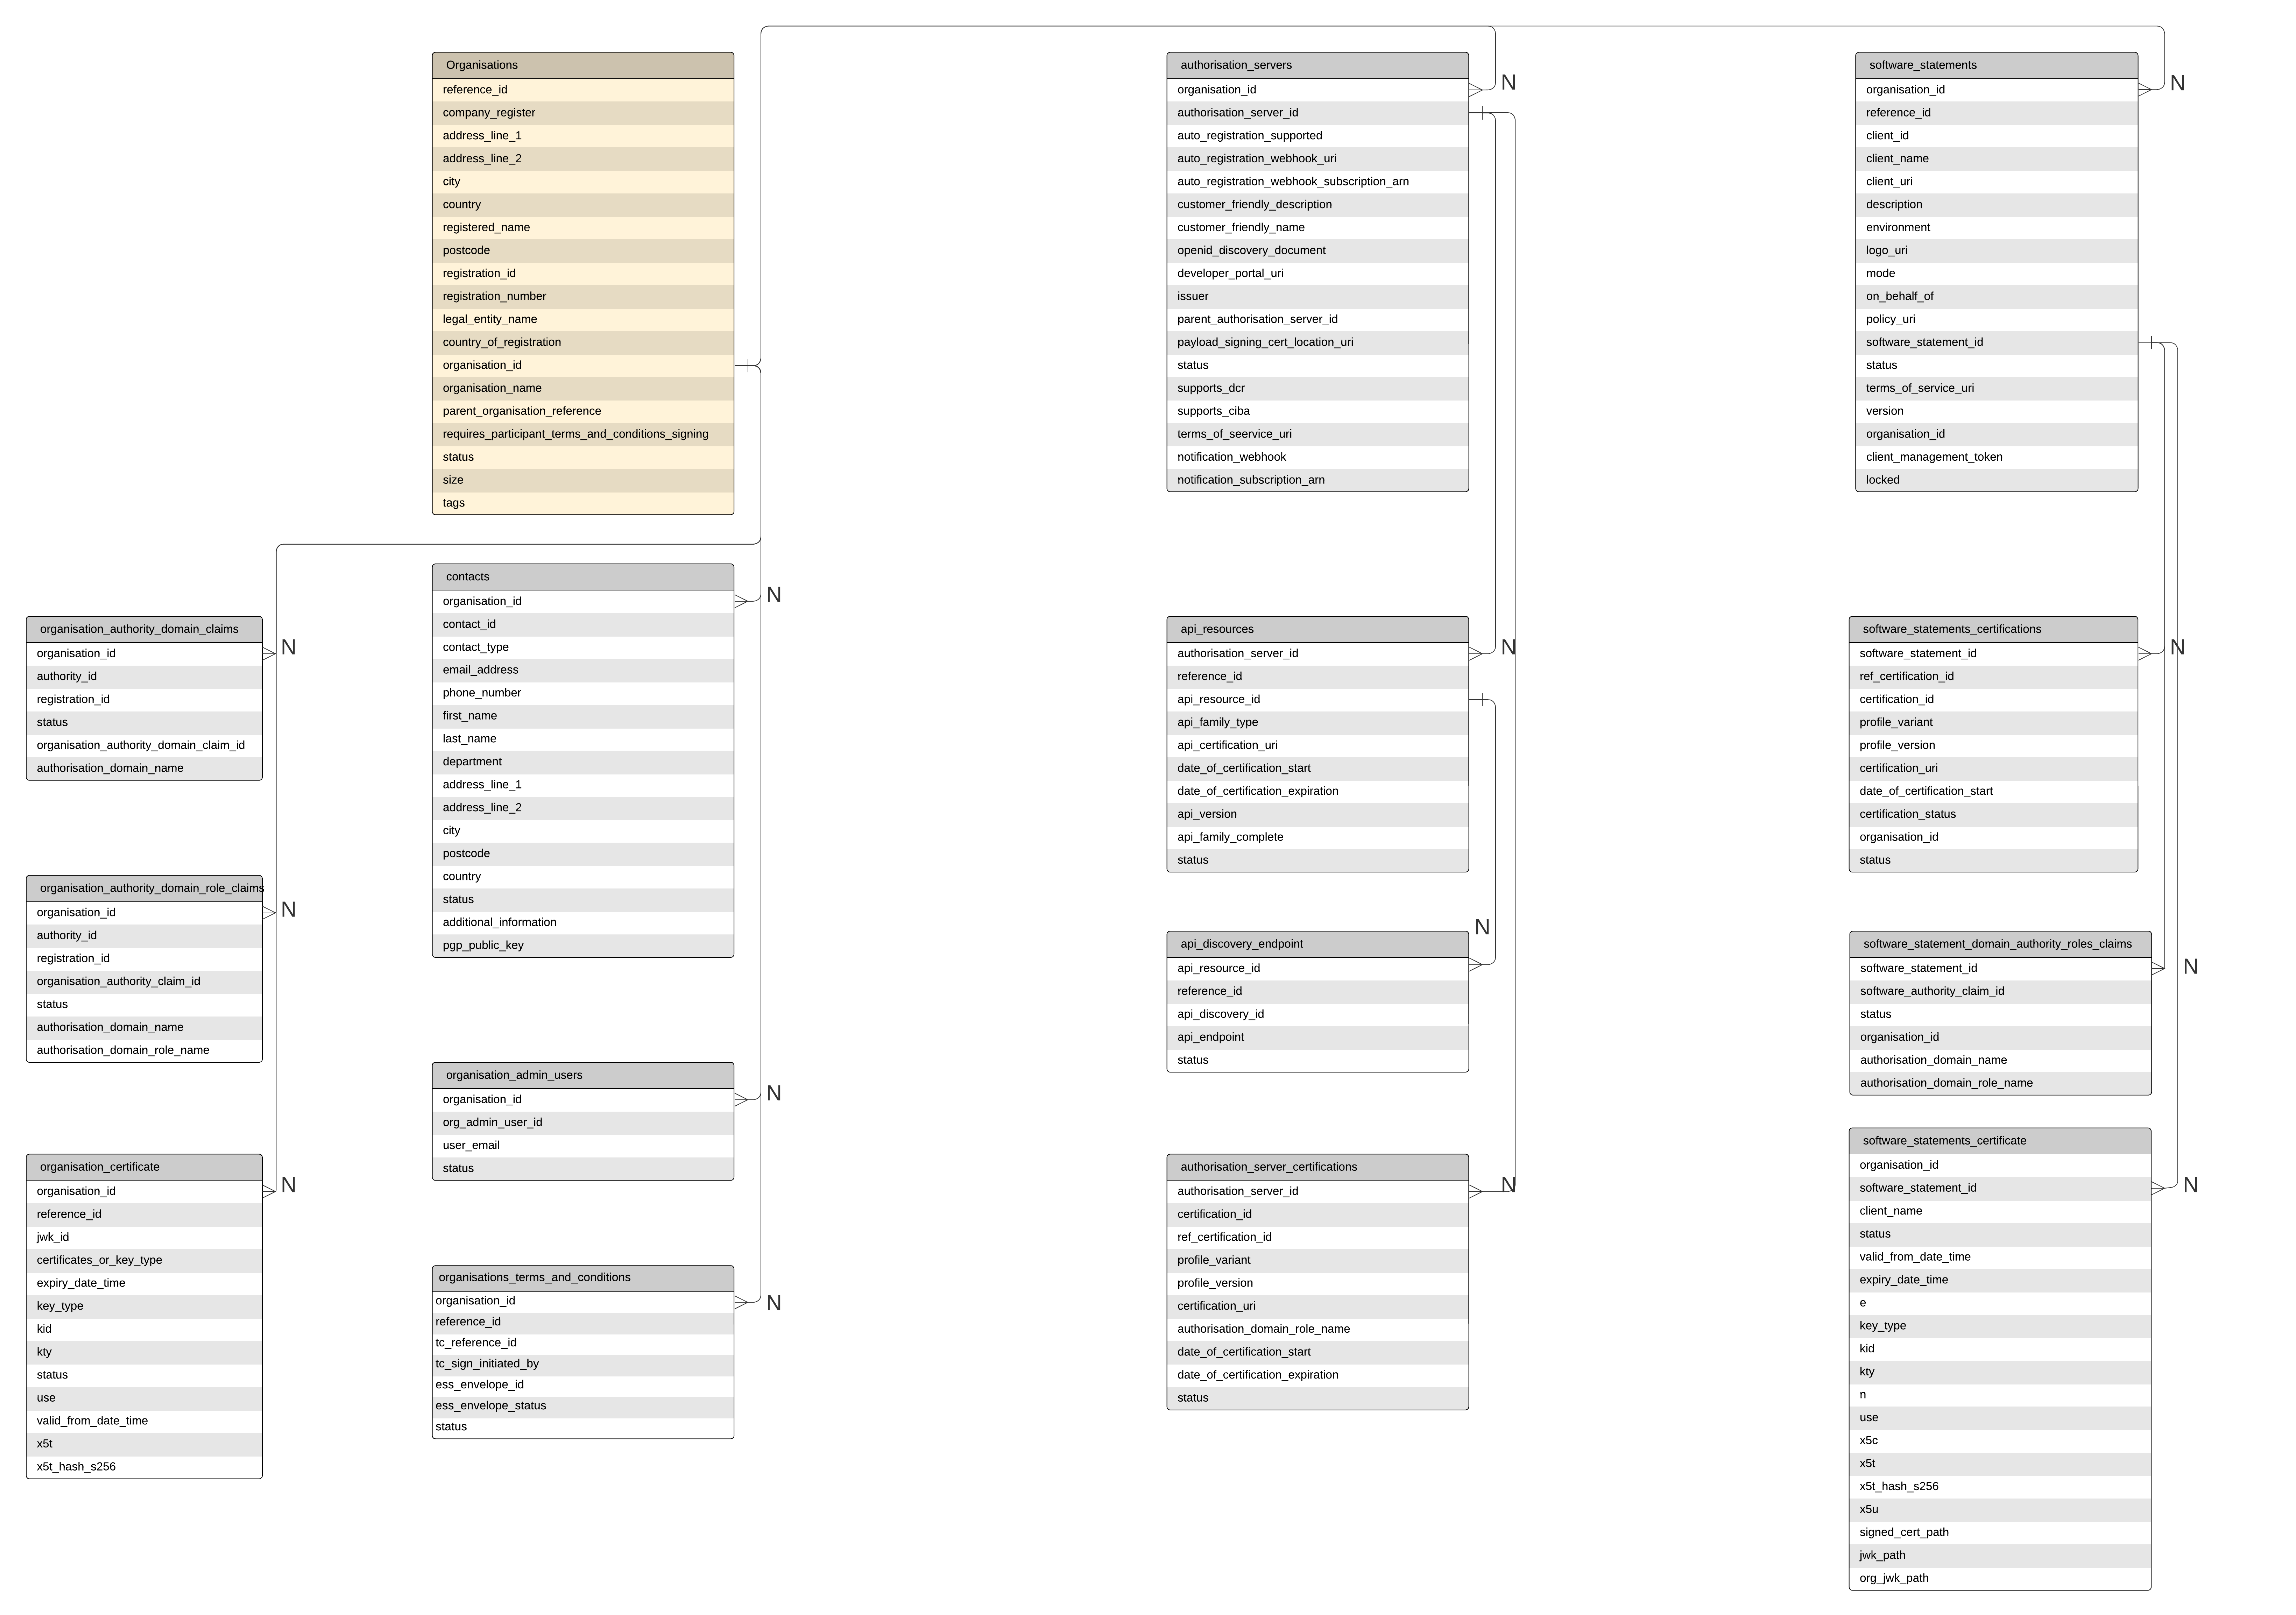 Organisations
reference_id
company_register
address_line_1
address_line_2
city
country
registered_name
postcode
registration_id
registration_number
legal_entity_name
country_of_registration
organisation_id
organisation_name
parent_organisation_reference
requires_participant_terms_and_conditions_signing
status
size
tags
authorisation_servers
organisation_id
N
authorisation_server_id
auto_registration_supported
auto_registration_webhook_uri
auto_registration_webhook_subscription_arn
customer_friendly_description
customer_friendly_name
openid_discovery_document
developer_portal_uri
issuer
parent_authorisation_server_id
payload_signing_cert_location_uri
status
supports_dcr
supports_ciba
terms_of_seervice_uri
notification_webhook
notification_subscription_arn
software_statements
organisation_id
N
reference_id
client_id
client_name
client_uri
description
environment
logo_uri
mode
on_behalf_of
policy_uri
software_statement_id
status
terms_of_service_uri
version
organisation_id
client_management_token
locked
organisation_authority_domain_claims
organisation_id
N
authority_id
registration_id
status
organisation_authority_domain_claim_id
authorisation_domain_name
organisation_authority_domain_role_claims
organisation_id
N
authority_id
registration_id
organisation_authority_claim_id
status
authorisation_domain_name
authorisation_domain_role_name
organisation_certificate
organisation_id
N
reference_id
jwk_id
certificates_or_key_type
expiry_date_time
key_type
kid
kty
status
use
valid_from_date_time
x5t
x5t_hash_s256
contacts
organisation_id
N
contact_id
contact_type
email_address
phone_number
first_name
last_name
department
address_line_1
address_line_2
city
postcode
country
status
additional_information
pgp_public_key
organisation_admin_users
organisation_id
N
org_admin_user_id
user_email
status
organisations_terms_and_conditions
organisation_id
N
reference_id
tc_reference_id
tc_sign_initiated_by
ess_envelope_id
ess_envelope_status
status
api_resources
authorisation_server_id
N
reference_id
api_resource_id
api_family_type
api_certification_uri
date_of_certification_start
date_of_certification_expiration
api_version
api_family_complete
status
N
api_discovery_endpoint
api_resource_id
reference_id
api_discovery_id
api_endpoint
status
authorisation_server_certifications
authorisation_server_id
N
certification_id
ref_certification_id
profile_variant
profile_version
certification_uri
authorisation_domain_role_name
date_of_certification_start
date_of_certification_expiration
status
software_statements_certifications
software_statement_id
N
ref_certification_id
certification_id
profile_variant
profile_version
certification_uri
date_of_certification_start
certification_status
organisation_id
status
software_statement_domain_authority_roles_claims
software_statement_id
N
software_authority_claim_id
status
organisation_id
authorisation_domain_name
authorisation_domain_role_name
software_statements_certificate
organisation_id
software_statement_id
N
client_name
status
valid_from_date_time
expiry_date_time
e
key_type
kid
kty
n
use
x5c
x5t
x5t_hash_s256
x5u
signed_cert_path
jwk_path
org_jwk_path